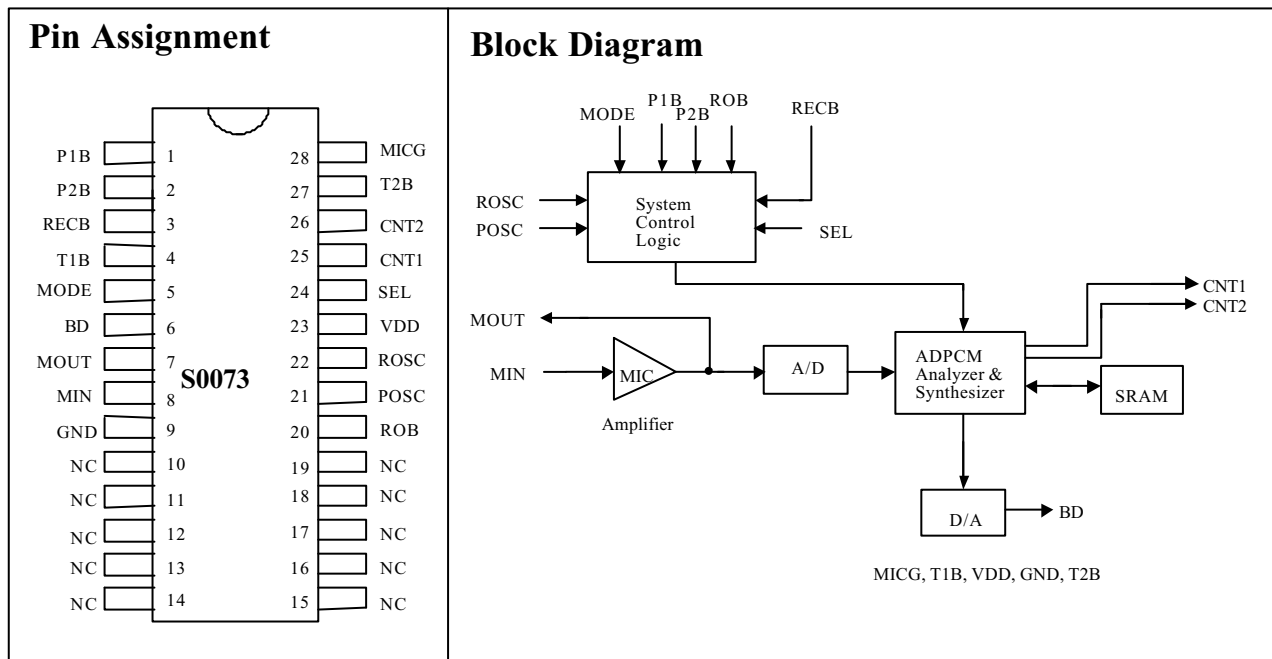 Pin Assignment
P1B 1 28 MICG
P2B 2 27 T2B
RECB 3 26 CNT2
T1B 4 25 CNT1
MODE 5 24 SEL
BD 6 23 VDD
MOUT 7 22 ROSC
S0073
MIN 8 21 POSC
GND 9 20 ROB
NC 10 19 NC
NC 11 18 NC
NC 12 17 NC
NC 13 16 NC
NC 14 15 NC
Block Diagram
MODE P1B P2B ROB RECB
ROSC
POSC
System
Control
Logic
SEL
CNT1
CNT2
MOUT
MIN
MIC
Amplifier
A/D
ADPCM
Analyzer &
Synthesizer
SRAM
D/A
BD
MICG, T1B, VDD, GND, T2B